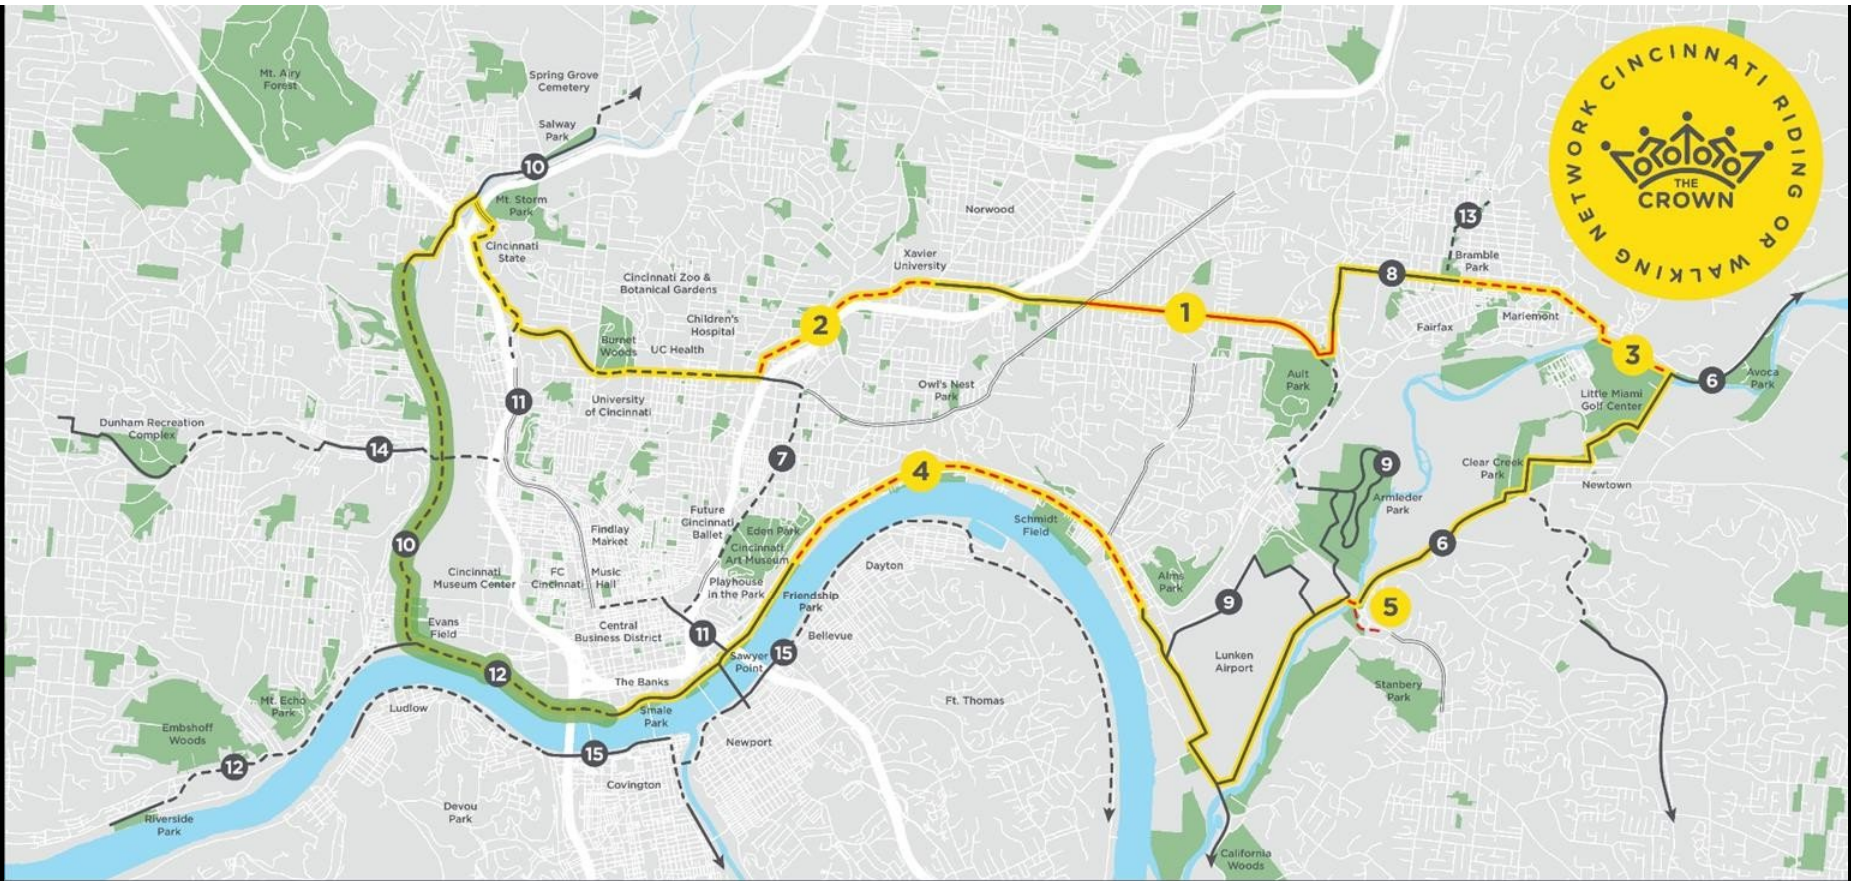 CINCINNATI RIDING OR WALKING NETWORK
THE
CROWN
Mt. Airy
Forest
Spring Grove
Cemetery
Salway
Park
10
Mt. Storm
Park
Cincinnati
State
Norwood
13
Bramble
Park
8
Xavier
University
Cincinnati Zoo &
Botanical Gardens
Children's
Hospital
2
1
Fairfax
Mariemont
3
Burnet
Woods
UC Health
University
of Cincinnati
Owl's Nest
Park
Ault
Park
Little Miami
Golf Center
6
Avoca
Park
11
Dunham Recreation
Complex
14
7
4
9
Clear Creek
Park
Newtown
Armleder
Park
10
Findlay
Market
Future
Cincinnati
Ballet
Eden Park
Cincinnati
Art Museum
Schmidt
Field
6
Cincinnati
Museum Center
FC
Cincinnati
Music
Hall
Playhouse
in the Park
Dayton
Alms
Park
Friendship
Park
9
5
Evans
Field
Central
Business District
11
Bellevue
15
Sawyer
Point
Lunken
Airport
12
The Banks
Stanbery
Park
Mt. Echo
Park
Ludlow
Smale
Park
Ft. Thomas
Embshoff
Woods
12
15
Newport
Covington
Riverside
Park
Devou
Park
California
Woods